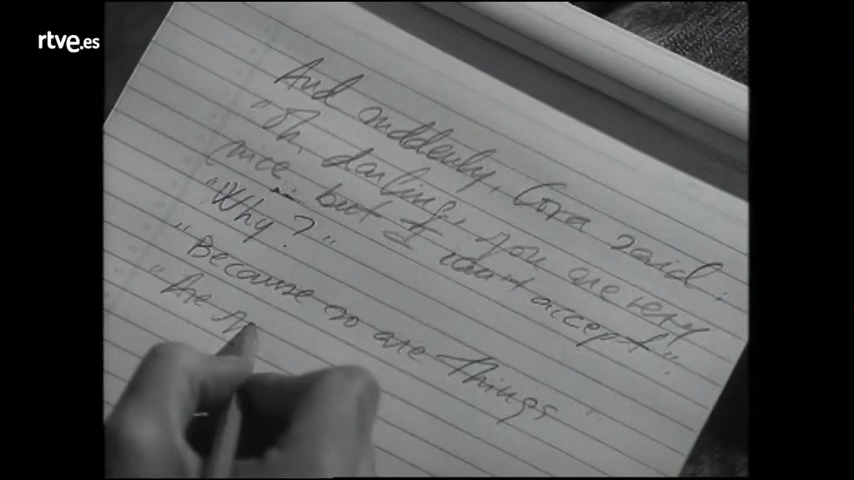 rtve.es
And suddenly, Cora said:
"Oh, darling, you are very
nice. but I can't accept".
"Why?"
"Because so are things
"Are